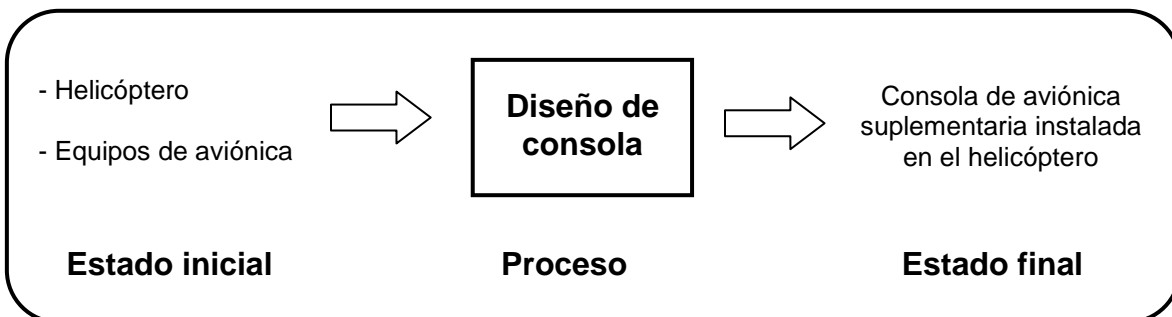 - Helicóptero
- Equipos de aviónica
Diseño de
consola
Consola de aviónica
suplementaria instalada
en el helicóptero
Estado inicial
Proceso
Estado final